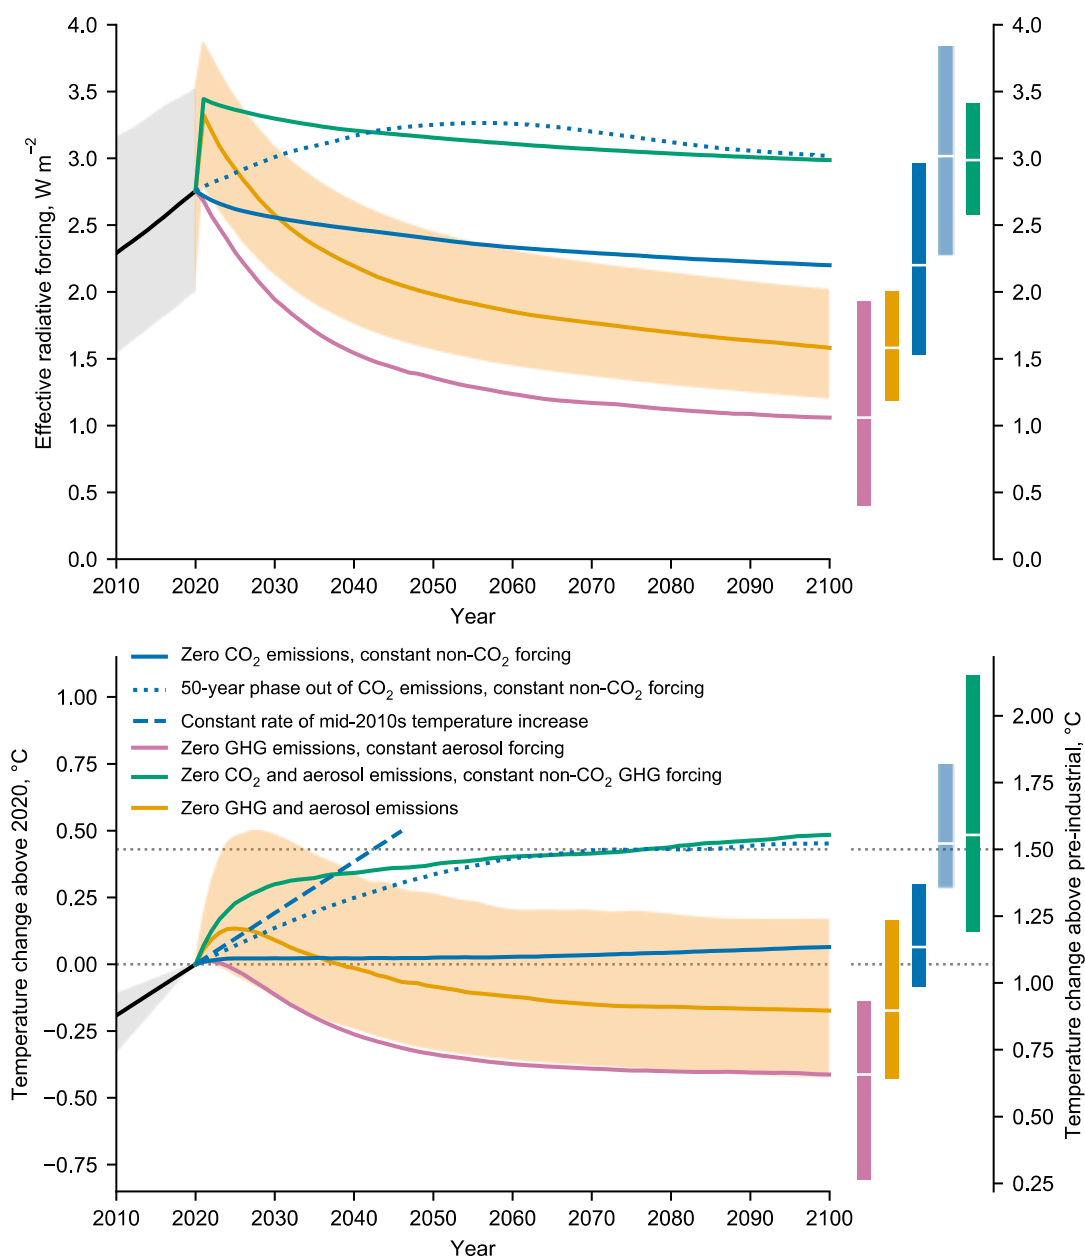 Effective radiative forcing, W m⁻²
4.0
3.5
3.0
2.5
2.0
1.5
1.0
0.5
0.0
4.0
3.5
3.0
2.5
2.0
1.5
1.0
0.5
0.0
2010 2020 2030 2040 2050 2060 2070 2080 2090 2100
Year
Zero CO₂ emissions, constant non-CO₂ forcing
50-year phase out of CO₂ emissions, constant non-CO₂ forcing
Constant rate of mid-2010s temperature increase
Zero GHG emissions, constant aerosol forcing
Zero CO₂ and aerosol emissions, constant non-CO₂ GHG forcing
Zero GHG and aerosol emissions
Temperature change above 2020, °C
1.00
0.75
0.50
0.25
0.00
−0.25
−0.50
−0.75
2.00
1.75
1.50
1.25
1.00
0.75
0.50
0.25
Temperature change above pre-industrial, °C
2010 2020 2030 2040 2050 2060 2070 2080 2090 2100
Year